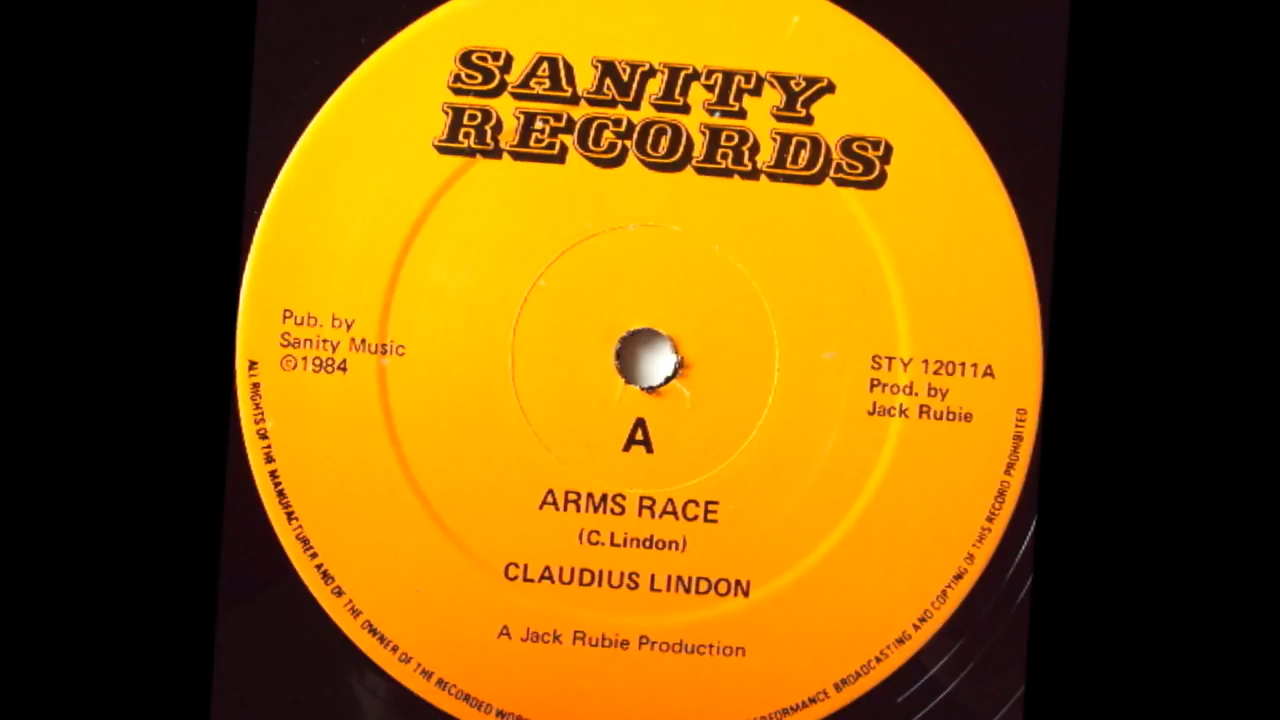 SANITY
RECORDS
Pub. by
Sanity Music
©1984
STY 12011A
Prod. by
Jack Rubie
A
ARMS RACE
(C. Lindon)
CLAUDIUS LINDON
A Jack Rubie Production
ALL RIGHTS OF THE MANUFACTURER AND OF THE OWNER OF THE RECORDED
BROADCASTING AND COPYING OF THIS RECORD PROHIBITED